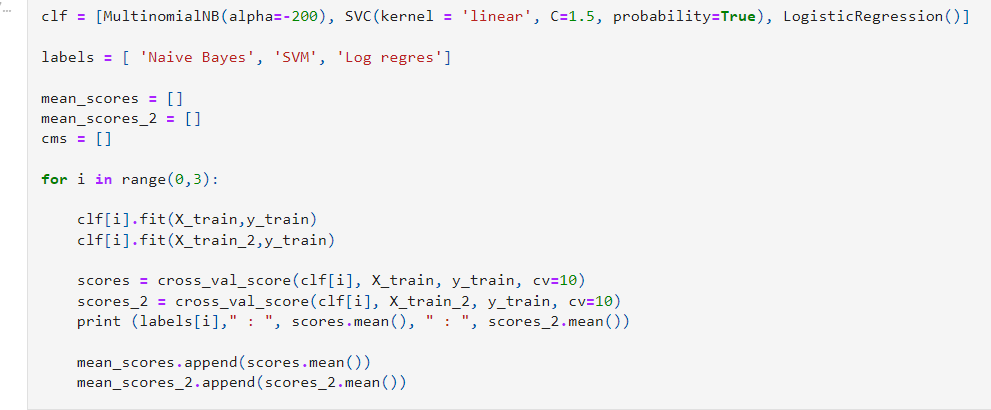 clf = [MultinomialNB(alpha=-200), SVC(kernel = 'linear', C=1.5, probability=True), LogisticRegression()]
labels = [ 'Naive Bayes', 'SVM', 'Log regres']
mean_scores = []
mean_scores_2 = []
cms = []
for i in range(0,3):
    clf[i].fit(X_train,y_train)
    clf[i].fit(X_train_2,y_train)
    scores = cross_val_score(clf[i], X_train, y_train, cv=10)
    scores_2 = cross_val_score(clf[i], X_train_2, y_train, cv=10)
    print (labels[i]," : ", scores.mean(), " : ", scores_2.mean())
    mean_scores.append(scores.mean())
    mean_scores_2.append(scores_2.mean())